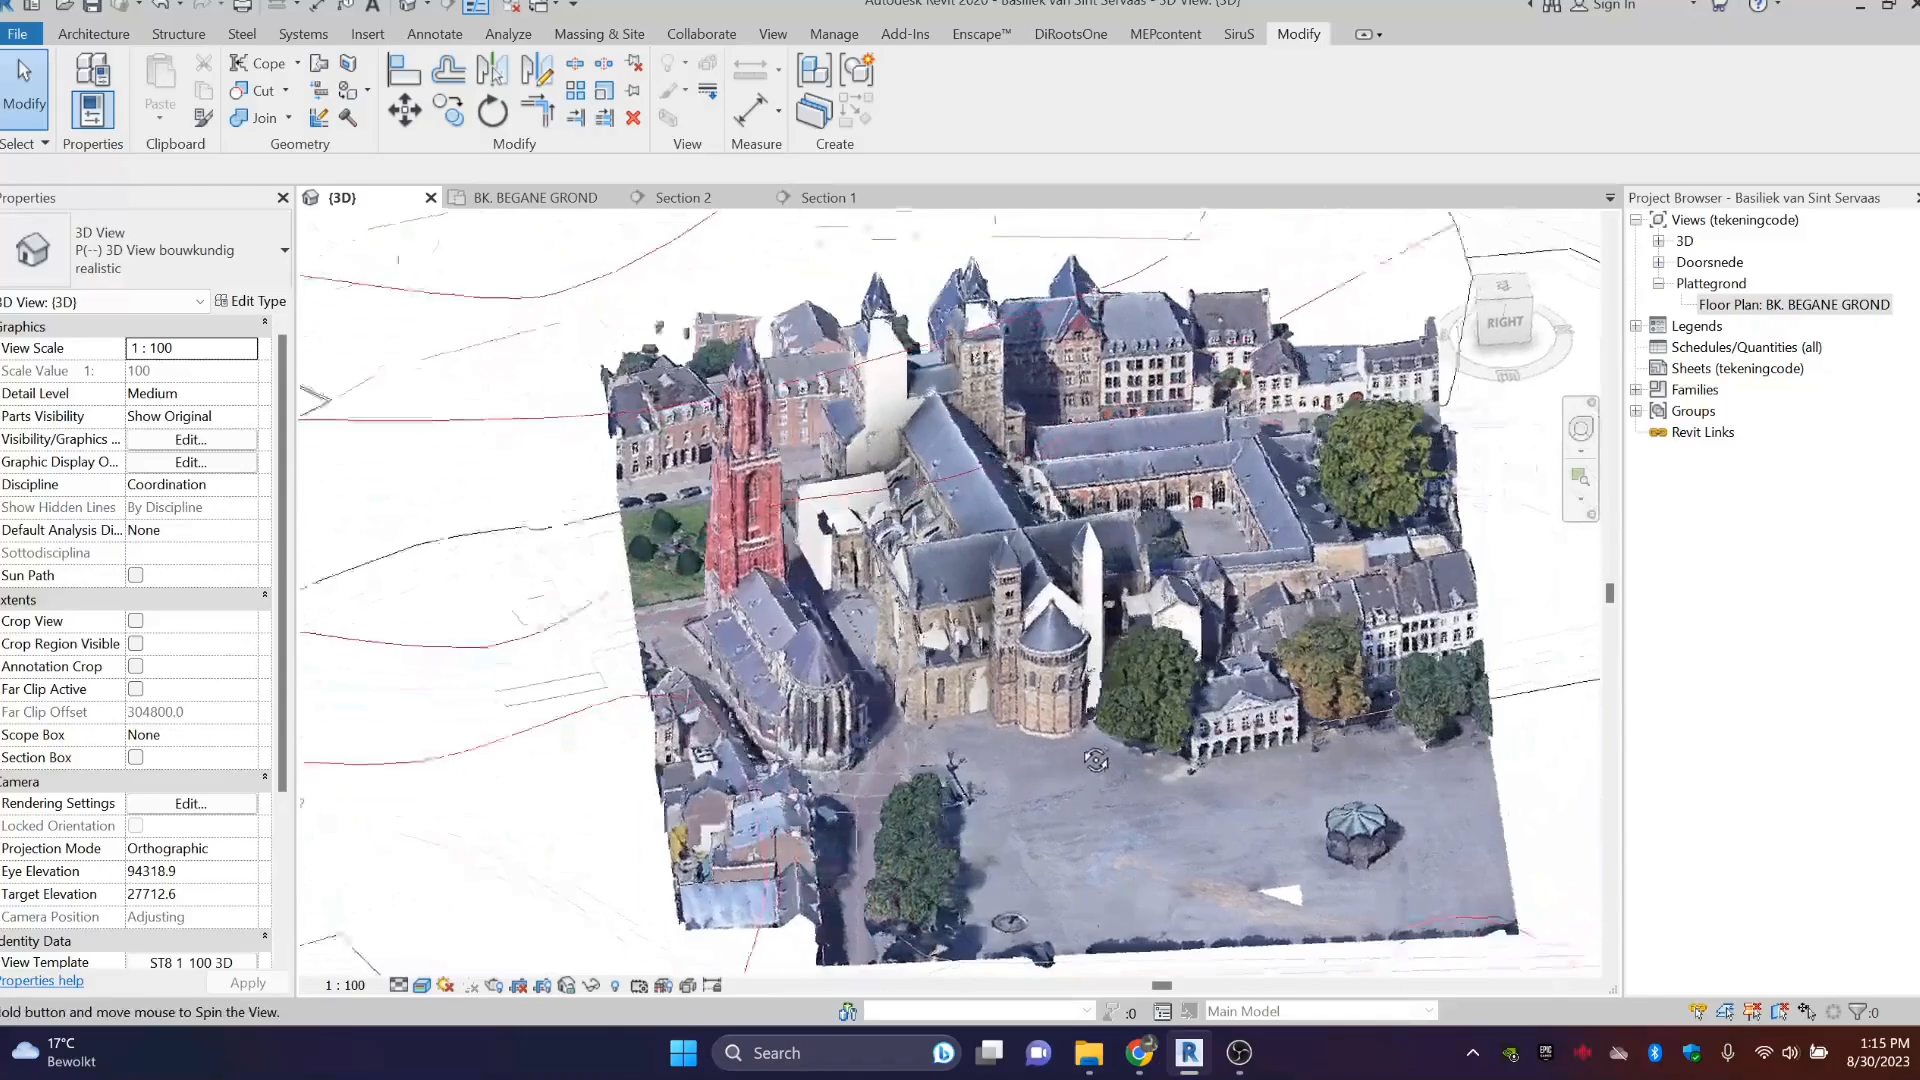 Autodesk Revit 2020 - Basiliek van Sint Servaas - 3D View: {3D}
Sign In
File Architecture Structure Steel Systems Insert Annotate Analyze Massing & Site Collaborate View Manage Add-Ins Enscape™ DiRootsOne MEPcontent SiruS Modify
Modify
Paste
Cope
Cut
Join
Select Properties Clipboard Geometry Modify View Measure Create
Properties
{3D} BK. BEGANE GROND Section 2 Section 1
3D View
P(--) 3D View bouwkundig
realistic
3D View: {3D} Edit Type
Graphics
View Scale 1 : 100
Scale Value 1: 100
Detail Level Medium
Parts Visibility Show Original
Visibility/Graphics ... Edit...
Graphic Display O... Edit...
Discipline Coordination
Show Hidden Lines By Discipline
Default Analysis Di... None
Sottodisciplina
Sun Path
Extents
Crop View
Crop Region Visible
Annotation Crop
Far Clip Active
Far Clip Offset 304800.0
Scope Box None
Section Box
Camera
Rendering Settings Edit...
Locked Orientation
Projection Mode Orthographic
Eye Elevation 94318.9
Target Elevation 27712.6
Camera Position Adjusting
Identity Data
View Template ST8 1_100 3D
Properties help Apply
RIGHT
Project Browser - Basiliek van Sint Servaas
Views (tekeningcode)
3D
Doorsnede
Plattegrond
Floor Plan: BK. BEGANE GROND
Legends
Schedules/Quantities (all)
Sheets (tekeningcode)
Families
Groups
Revit Links
1 : 100
Hold button and move mouse to Spin the View.
:0
Main Model
:0
17°C
Bewolkt
Search
1:15 PM
8/30/2023